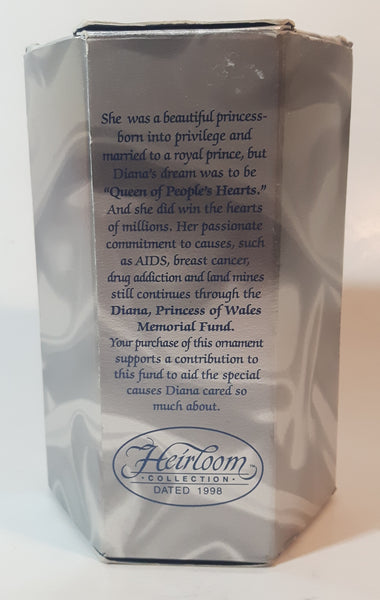 She was a beautiful princess-
born into privilege and
married to a royal prince, but
Diana's dream was to be
"Queen of People's Hearts."
And she did win the hearts
of millions. Her passionate
commitment to causes, such
as AIDS, breast cancer,
drug addiction and land mines
still continues through the
Diana, Princess of Wales
Memorial Fund.
Your purchase of this ornament
supports a contribution to
this fund to aid the special
causes Diana cared so
much about.
Heirloom
·COLLECTION·
DATED 1998